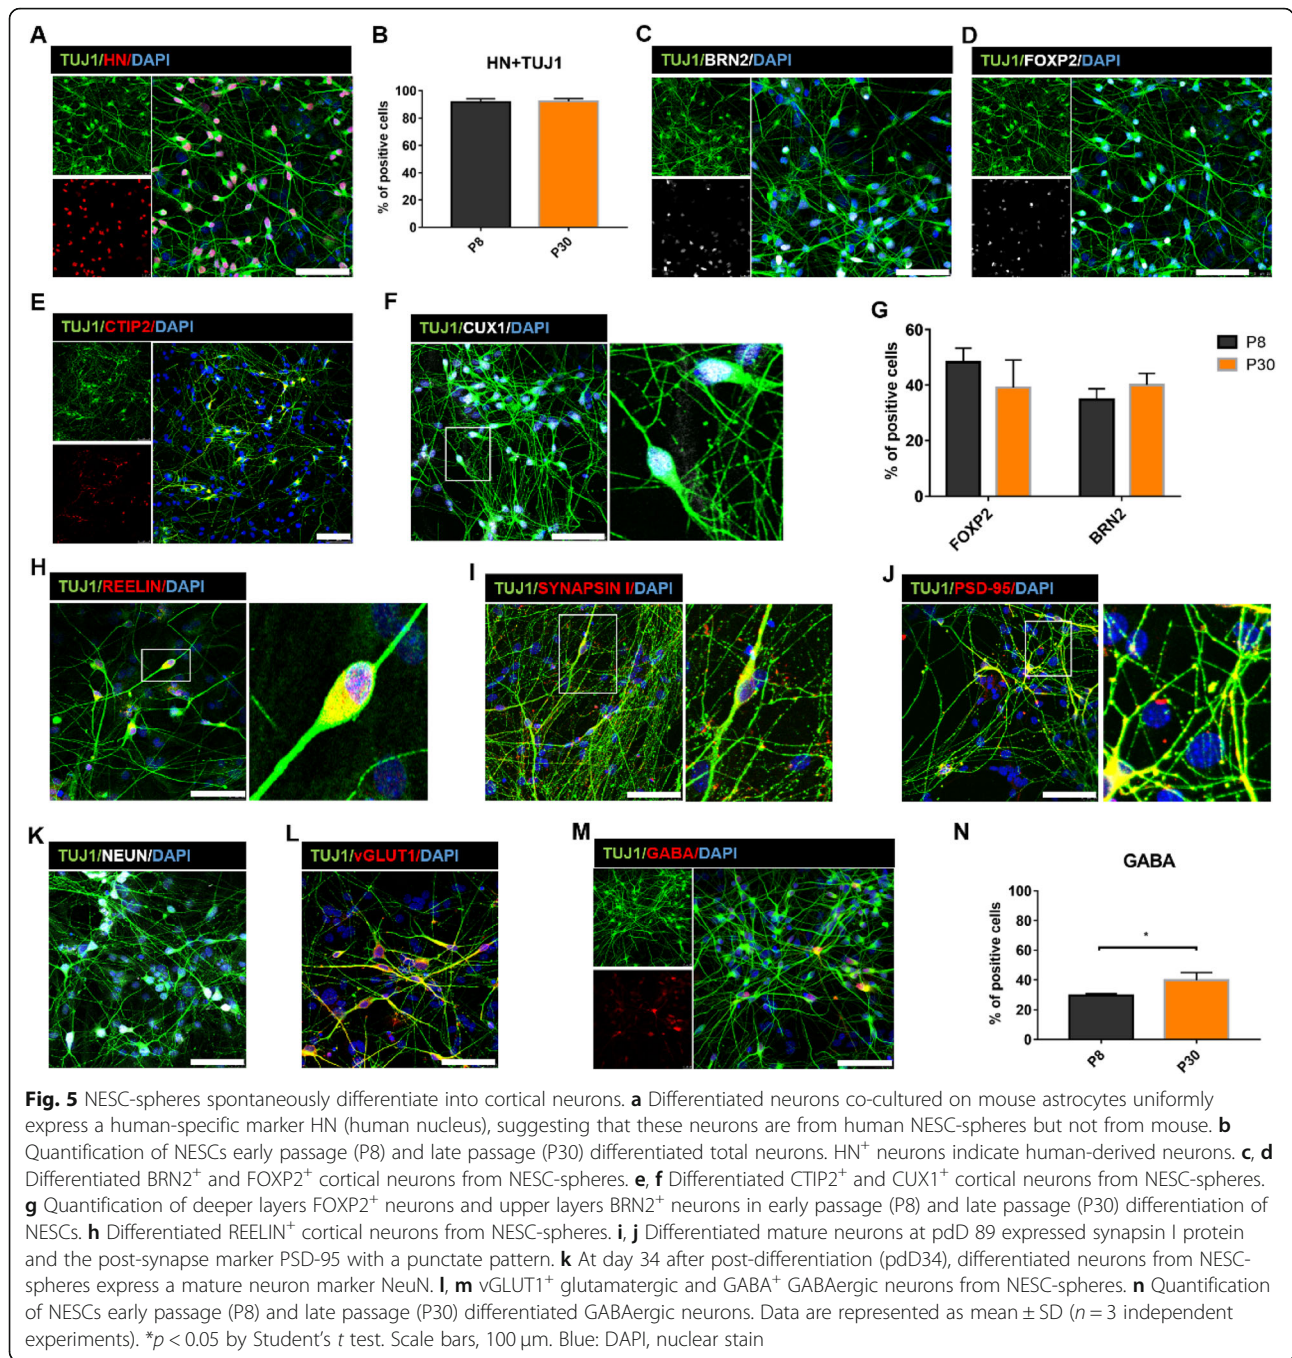 A
TUJ1/HN/DAPI
B
HN+TUJ1
% of positive cells
100
80
60
40
20
0
P8
P30
C
TUJ1/BRN2/DAPI
D
TUJ1/FOXP2/DAPI
E
TUJ1/CTIP2/DAPI
F
TUJ1/CUX1/DAPI
G
% of positive cells
60
40
20
0
FOXP2
BRN2
P8
P30
H
TUJ1/REELIN/DAPI
I
TUJ1/SYNAPSIN I/DAPI
J
TUJ1/PSD-95/DAPI
K
TUJ1/NEUN/DAPI
L
TUJ1/vGLUT1/DAPI
M
TUJ1/GABA/DAPI
N
GABA
% of positive cells
100
80
60
40
20
0
*
P8
P30
Fig. 5 NESC-spheres spontaneously differentiate into cortical neurons. a Differentiated neurons co-cultured on mouse astrocytes uniformly
express a human-specific marker HN (human nucleus), suggesting that these neurons are from human NESC-spheres but not from mouse. b
Quantification of NESCs early passage (P8) and late passage (P30) differentiated total neurons. HN⁺ neurons indicate human-derived neurons. c, d
Differentiated BRN2⁺ and FOXP2⁺ cortical neurons from NESC-spheres. e, f Differentiated CTIP2⁺ and CUX1⁺ cortical neurons from NESC-spheres.
g Quantification of deeper layers FOXP2⁺ neurons and upper layers BRN2⁺ neurons in early passage (P8) and late passage (P30) differentiation of
NESCs. h Differentiated REELIN⁺ cortical neurons from NESC-spheres. i, j Differentiated mature neurons at pdD 89 expressed synapsin I protein
and the post-synapse marker PSD-95 with a punctate pattern. k At day 34 after post-differentiation (pdD34), differentiated neurons from NESC-
spheres express a mature neuron marker NeuN. l, m vGLUT1⁺ glutamatergic and GABA⁺ GABAergic neurons from NESC-spheres. n Quantification
of NESCs early passage (P8) and late passage (P30) differentiated GABAergic neurons. Data are represented as mean ± SD (n = 3 independent
experiments). *p < 0.05 by Student's t test. Scale bars, 100 μm. Blue: DAPI, nuclear stain